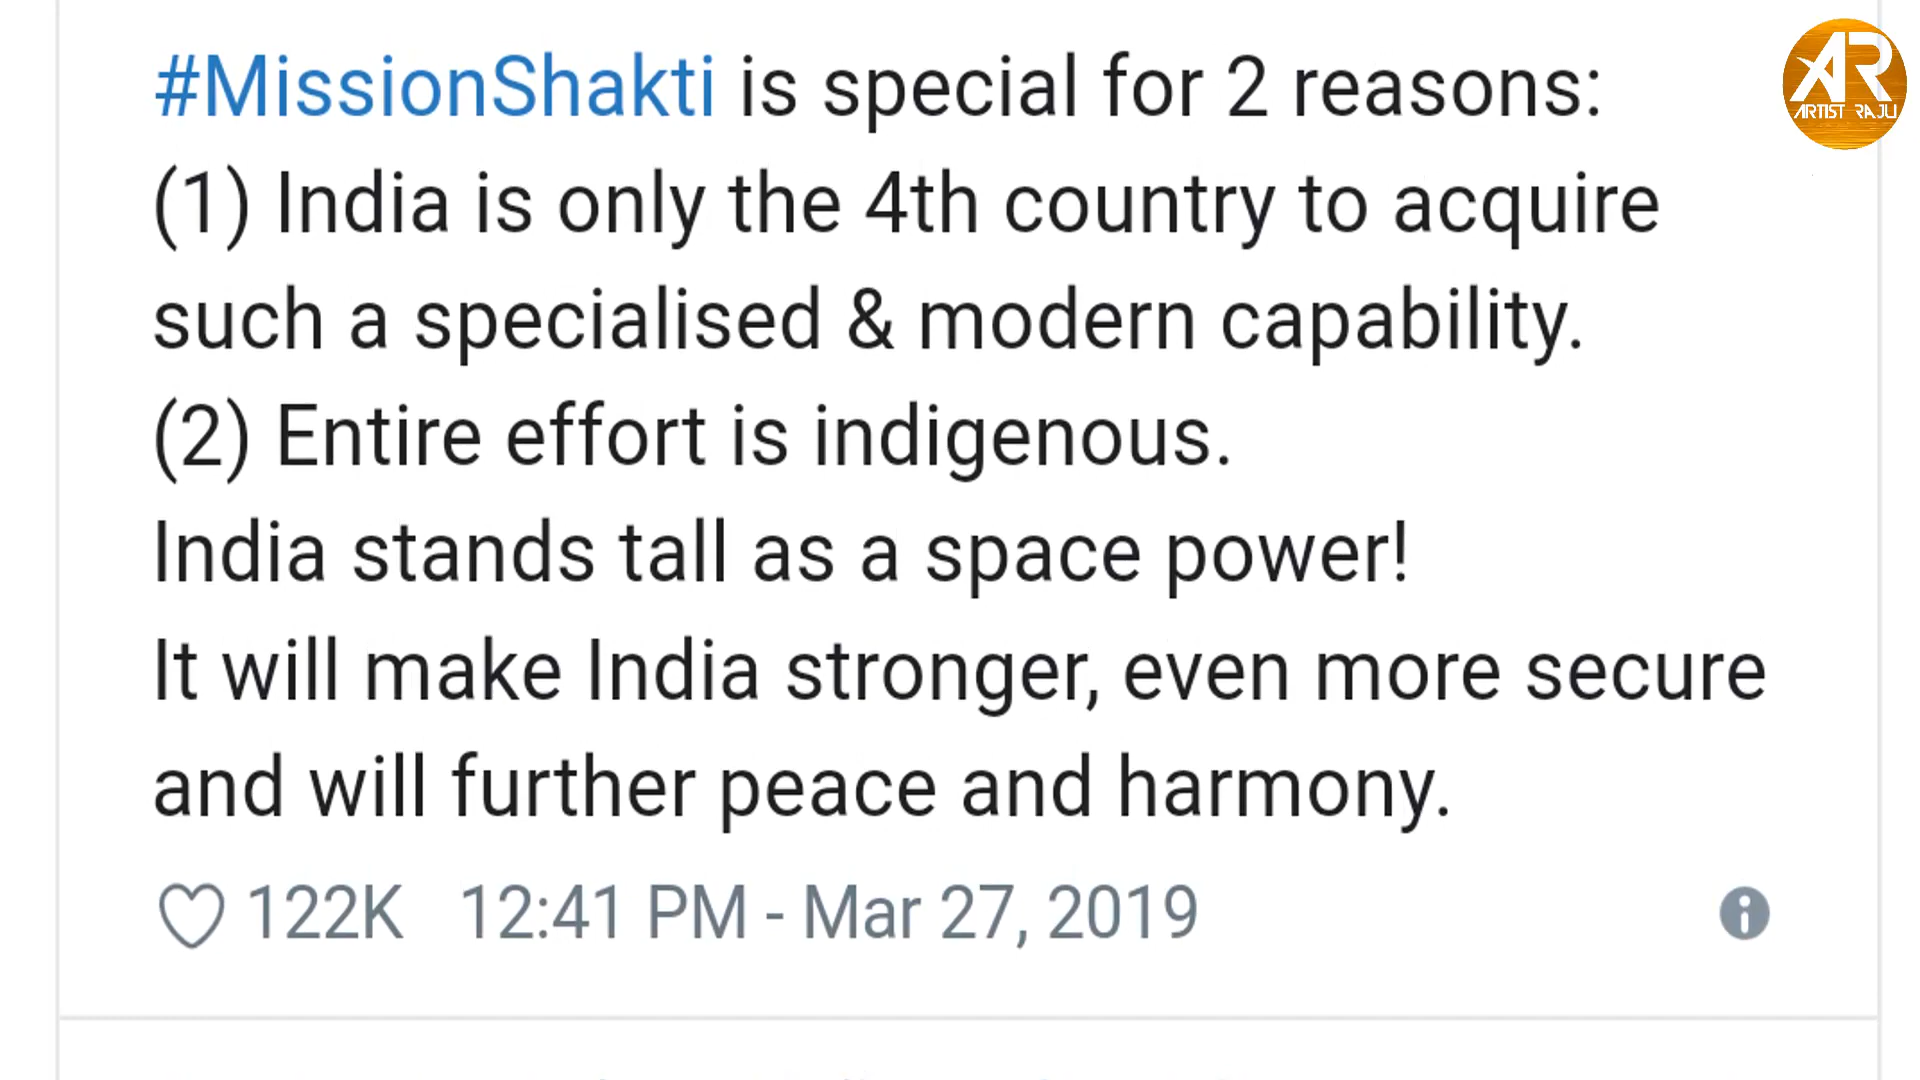 #MissionShakti is special for 2 reasons:
(1) India is only the 4th country to acquire
such a specialised & modern capability.
(2) Entire effort is indigenous.
India stands tall as a space power!
It will make India stronger, even more secure
and will further peace and harmony.
122K 12:41 PM - Mar 27, 2019
AR
ARTIST RAJU